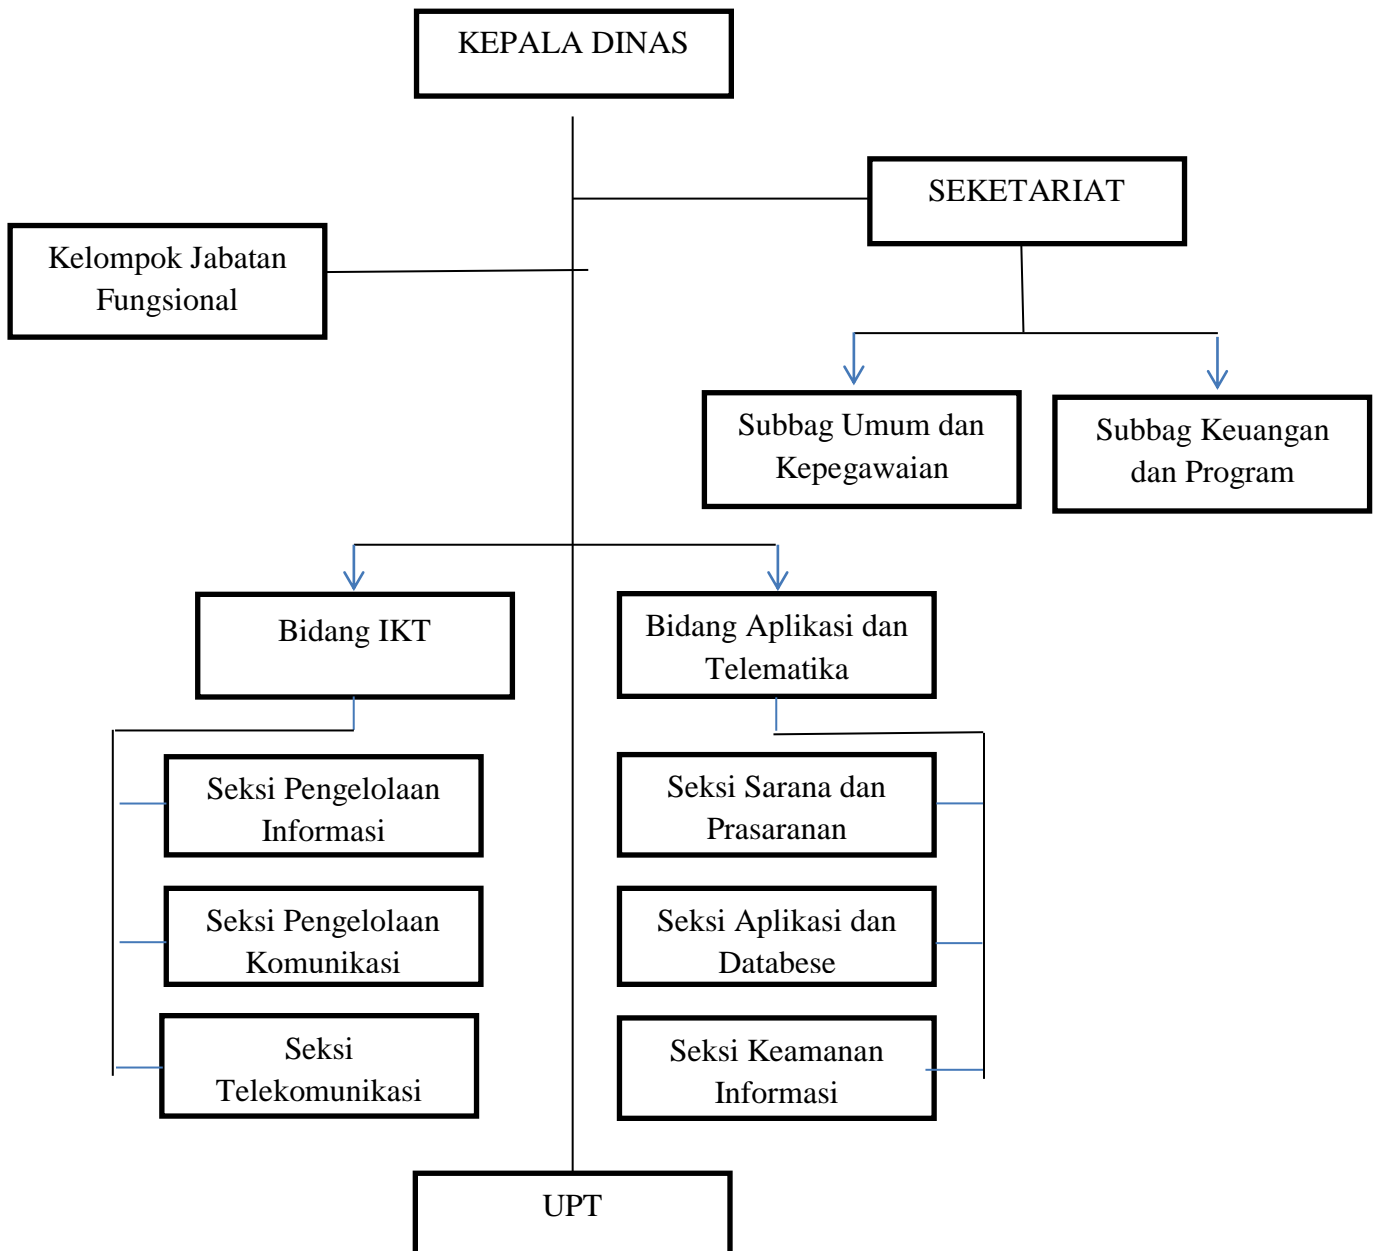 KEPALA DINAS
SEKETARIAT
Kelompok Jabatan
Fungsional
Subbag Umum dan
Kepegawaian
Subbag Keuangan
dan Program
Bidang IKT
Bidang Aplikasi dan
Telematika
Seksi Pengelolaan
Informasi
Seksi Sarana dan
Prasaranan
Seksi Pengelolaan
Komunikasi
Seksi Aplikasi dan
Databese
Seksi
Telekomunikasi
Seksi Keamanan
Informasi
UPT